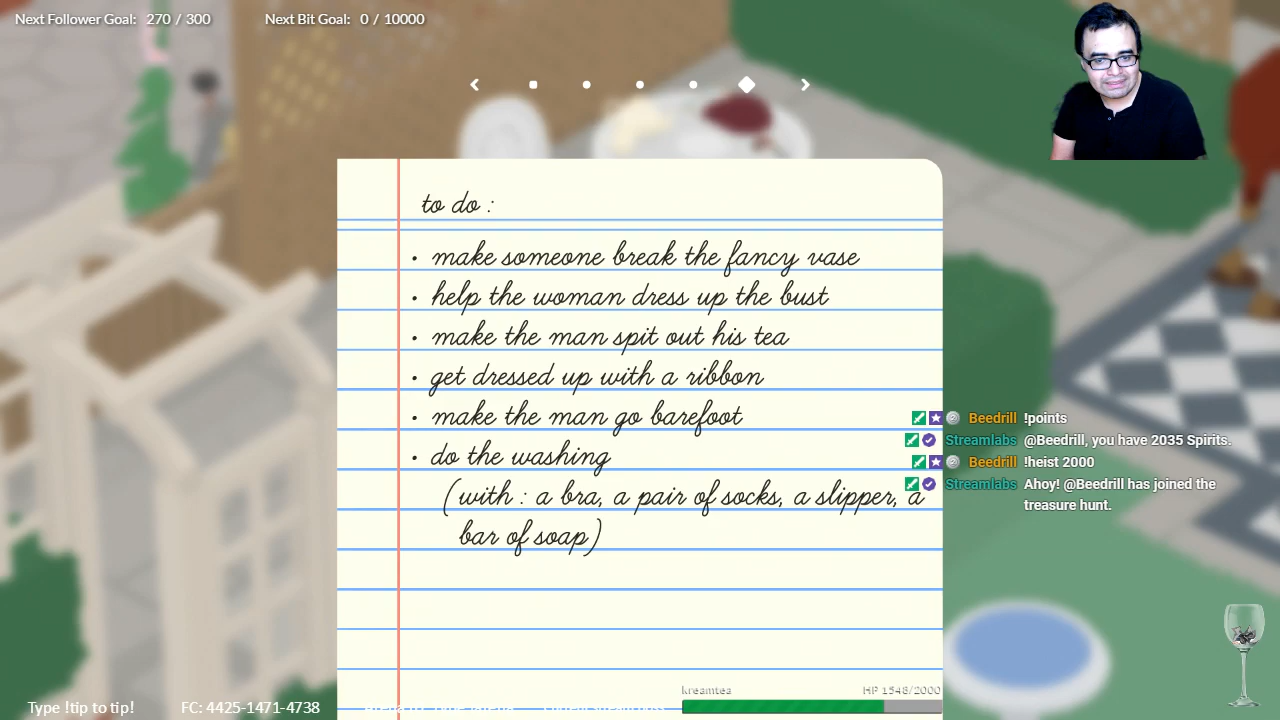 Next Follower Goal: 270 / 300
Next Bit Goal: 0 / 10000
to do :
• make someone break the fancy vase
• help the woman dress up the bust
• make the man spit out his tea
• get dressed up with a ribbon
• make the man go barefoot
• do the washing
(with : a bra, a pair of socks, a slipper, a
bar of soap)
Beedrill !points
Streamlabs @Beedrill, you have 2035 Spirits.
Beedrill !heist 2000
Streamlabs Ahoy! @Beedrill has joined the
treasure hunt.
kreamtea HP 1548/2000
Type !tip to tip!
FC: 4425-1471-4738